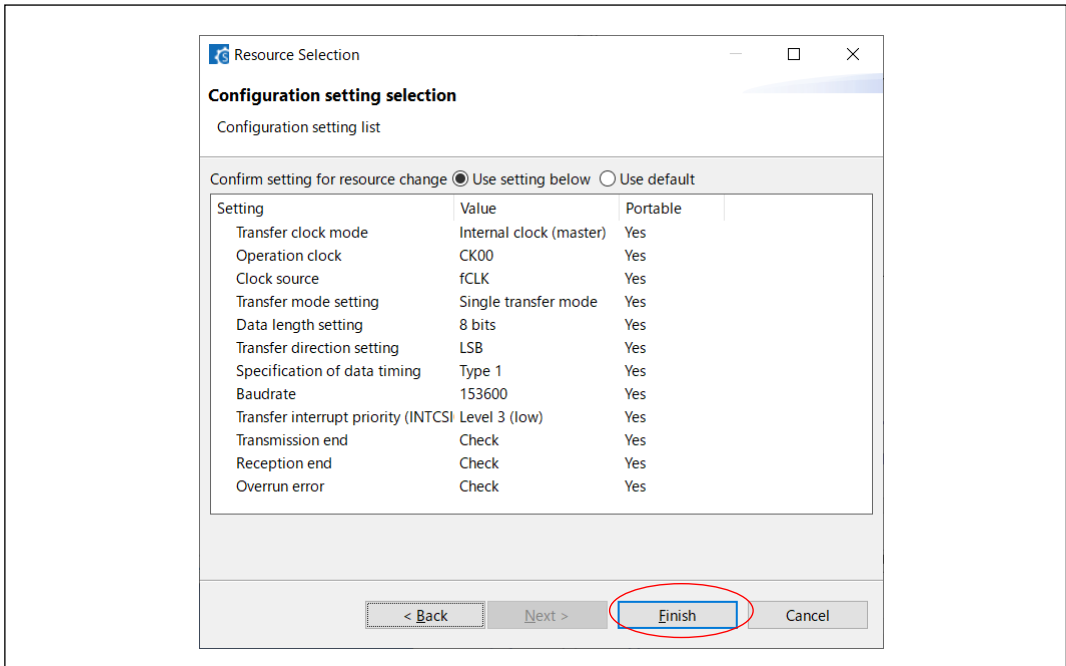 Resource Selection
Configuration setting selection
Configuration setting list
Confirm setting for resource change Use setting below Use default
Setting Value Portable
Transfer clock mode Internal clock (master) Yes
Operation clock CK00 Yes
Clock source fCLK Yes
Transfer mode setting Single transfer mode Yes
Data length setting 8 bits Yes
Transfer direction setting LSB Yes
Specification of data timing Type 1 Yes
Baudrate 153600 Yes
Transfer interrupt priority (INTCSI Level 3 (low) Yes
Transmission end Check Yes
Reception end Check Yes
Overrun error Check Yes
< Back Next > Finish Cancel